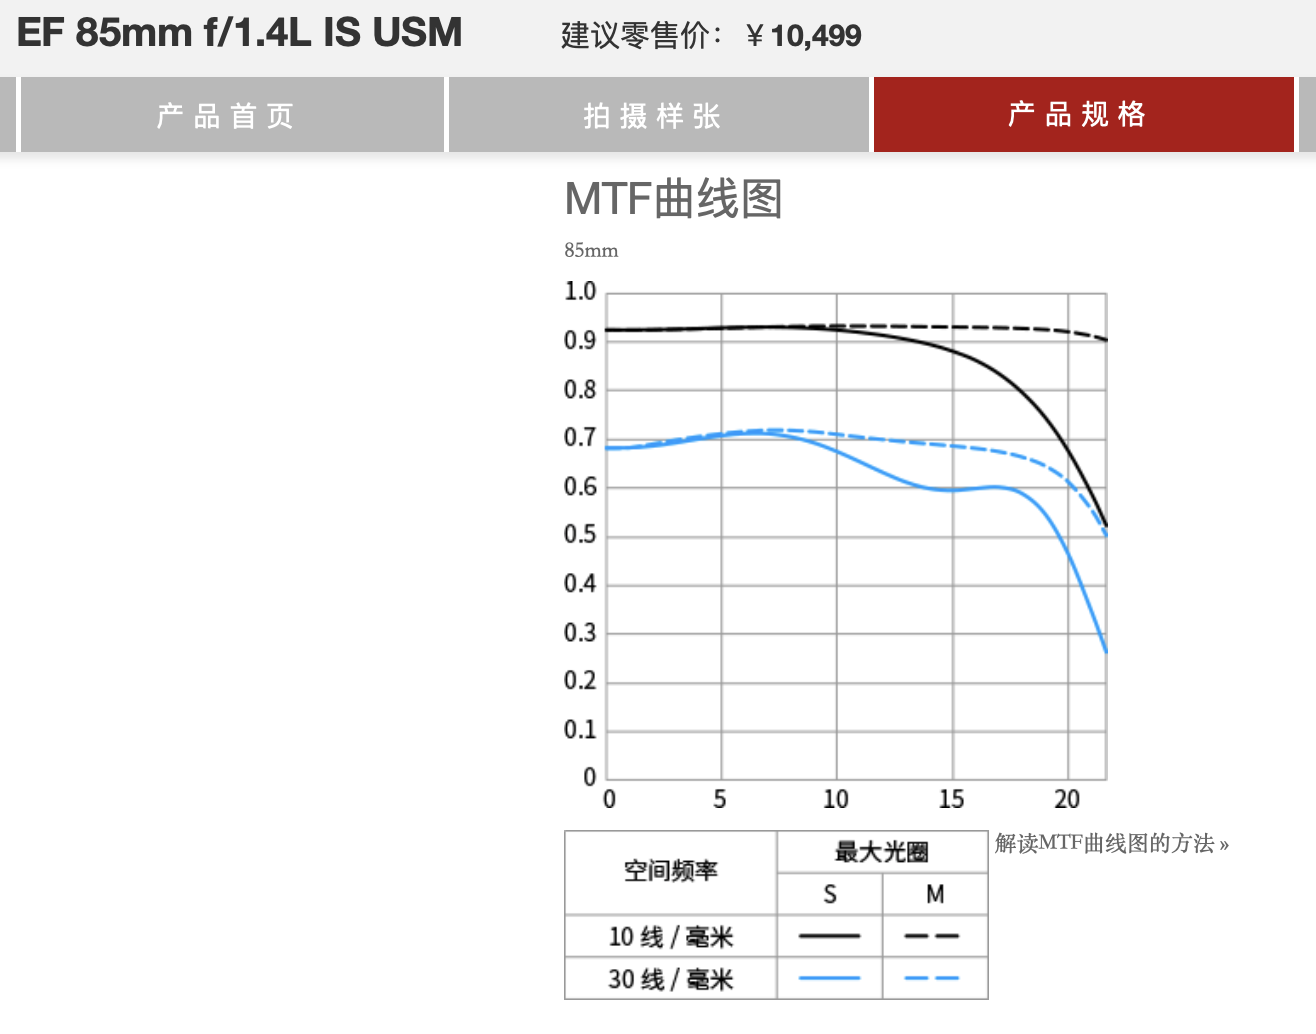 EF 85mm f/1.4L IS USM 建议零售价： ¥ 10,499
产品首页 拍摄样张 产品规格
MTF曲线图
85mm
1.0
0.9
0.8
0.7
0.6
0.5
0.4
0.3
0.2
0.1
0
0 5 10 15 20
空间频率 最大光圈
S M
10 线 / 毫米
30 线 / 毫米
解读MTF曲线图的方法 »